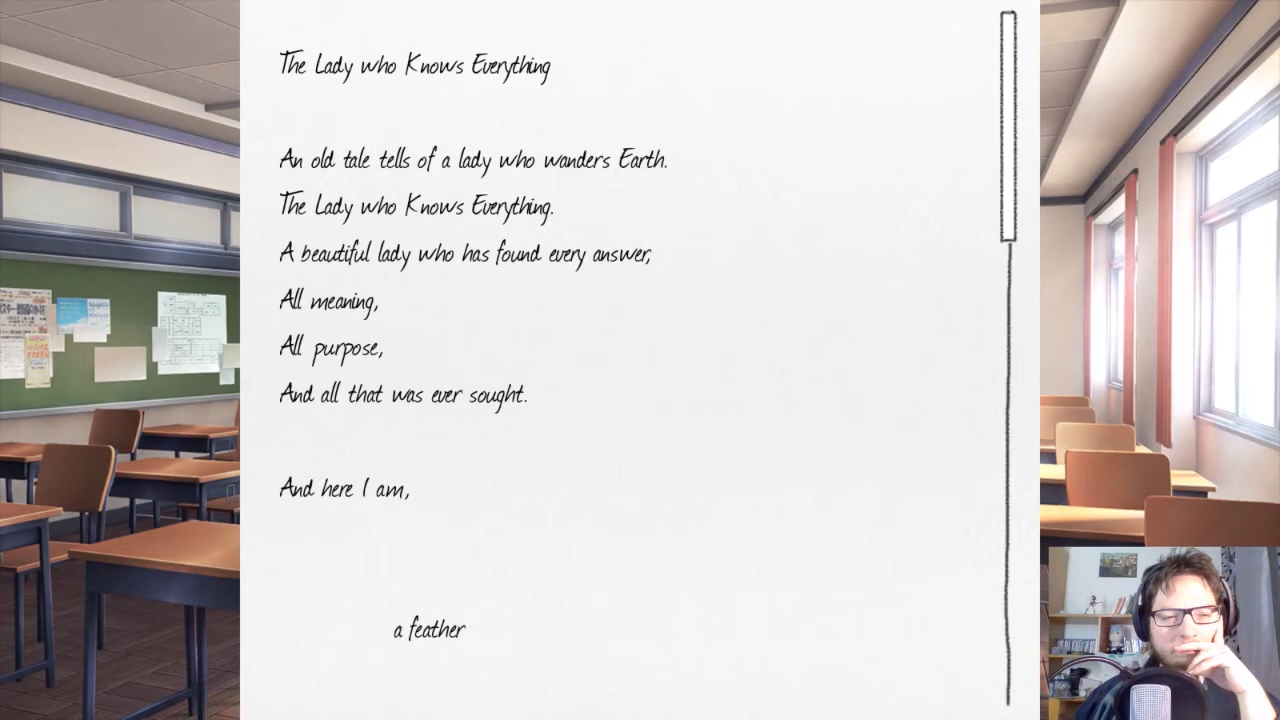 The Lady who Knows Everything
An old tale tells of a lady who wanders Earth.
The Lady who Knows Everything.
A beautiful lady who has found every answer,
All meaning,
All purpose,
And all that was ever sought.
And here I am,
a feather